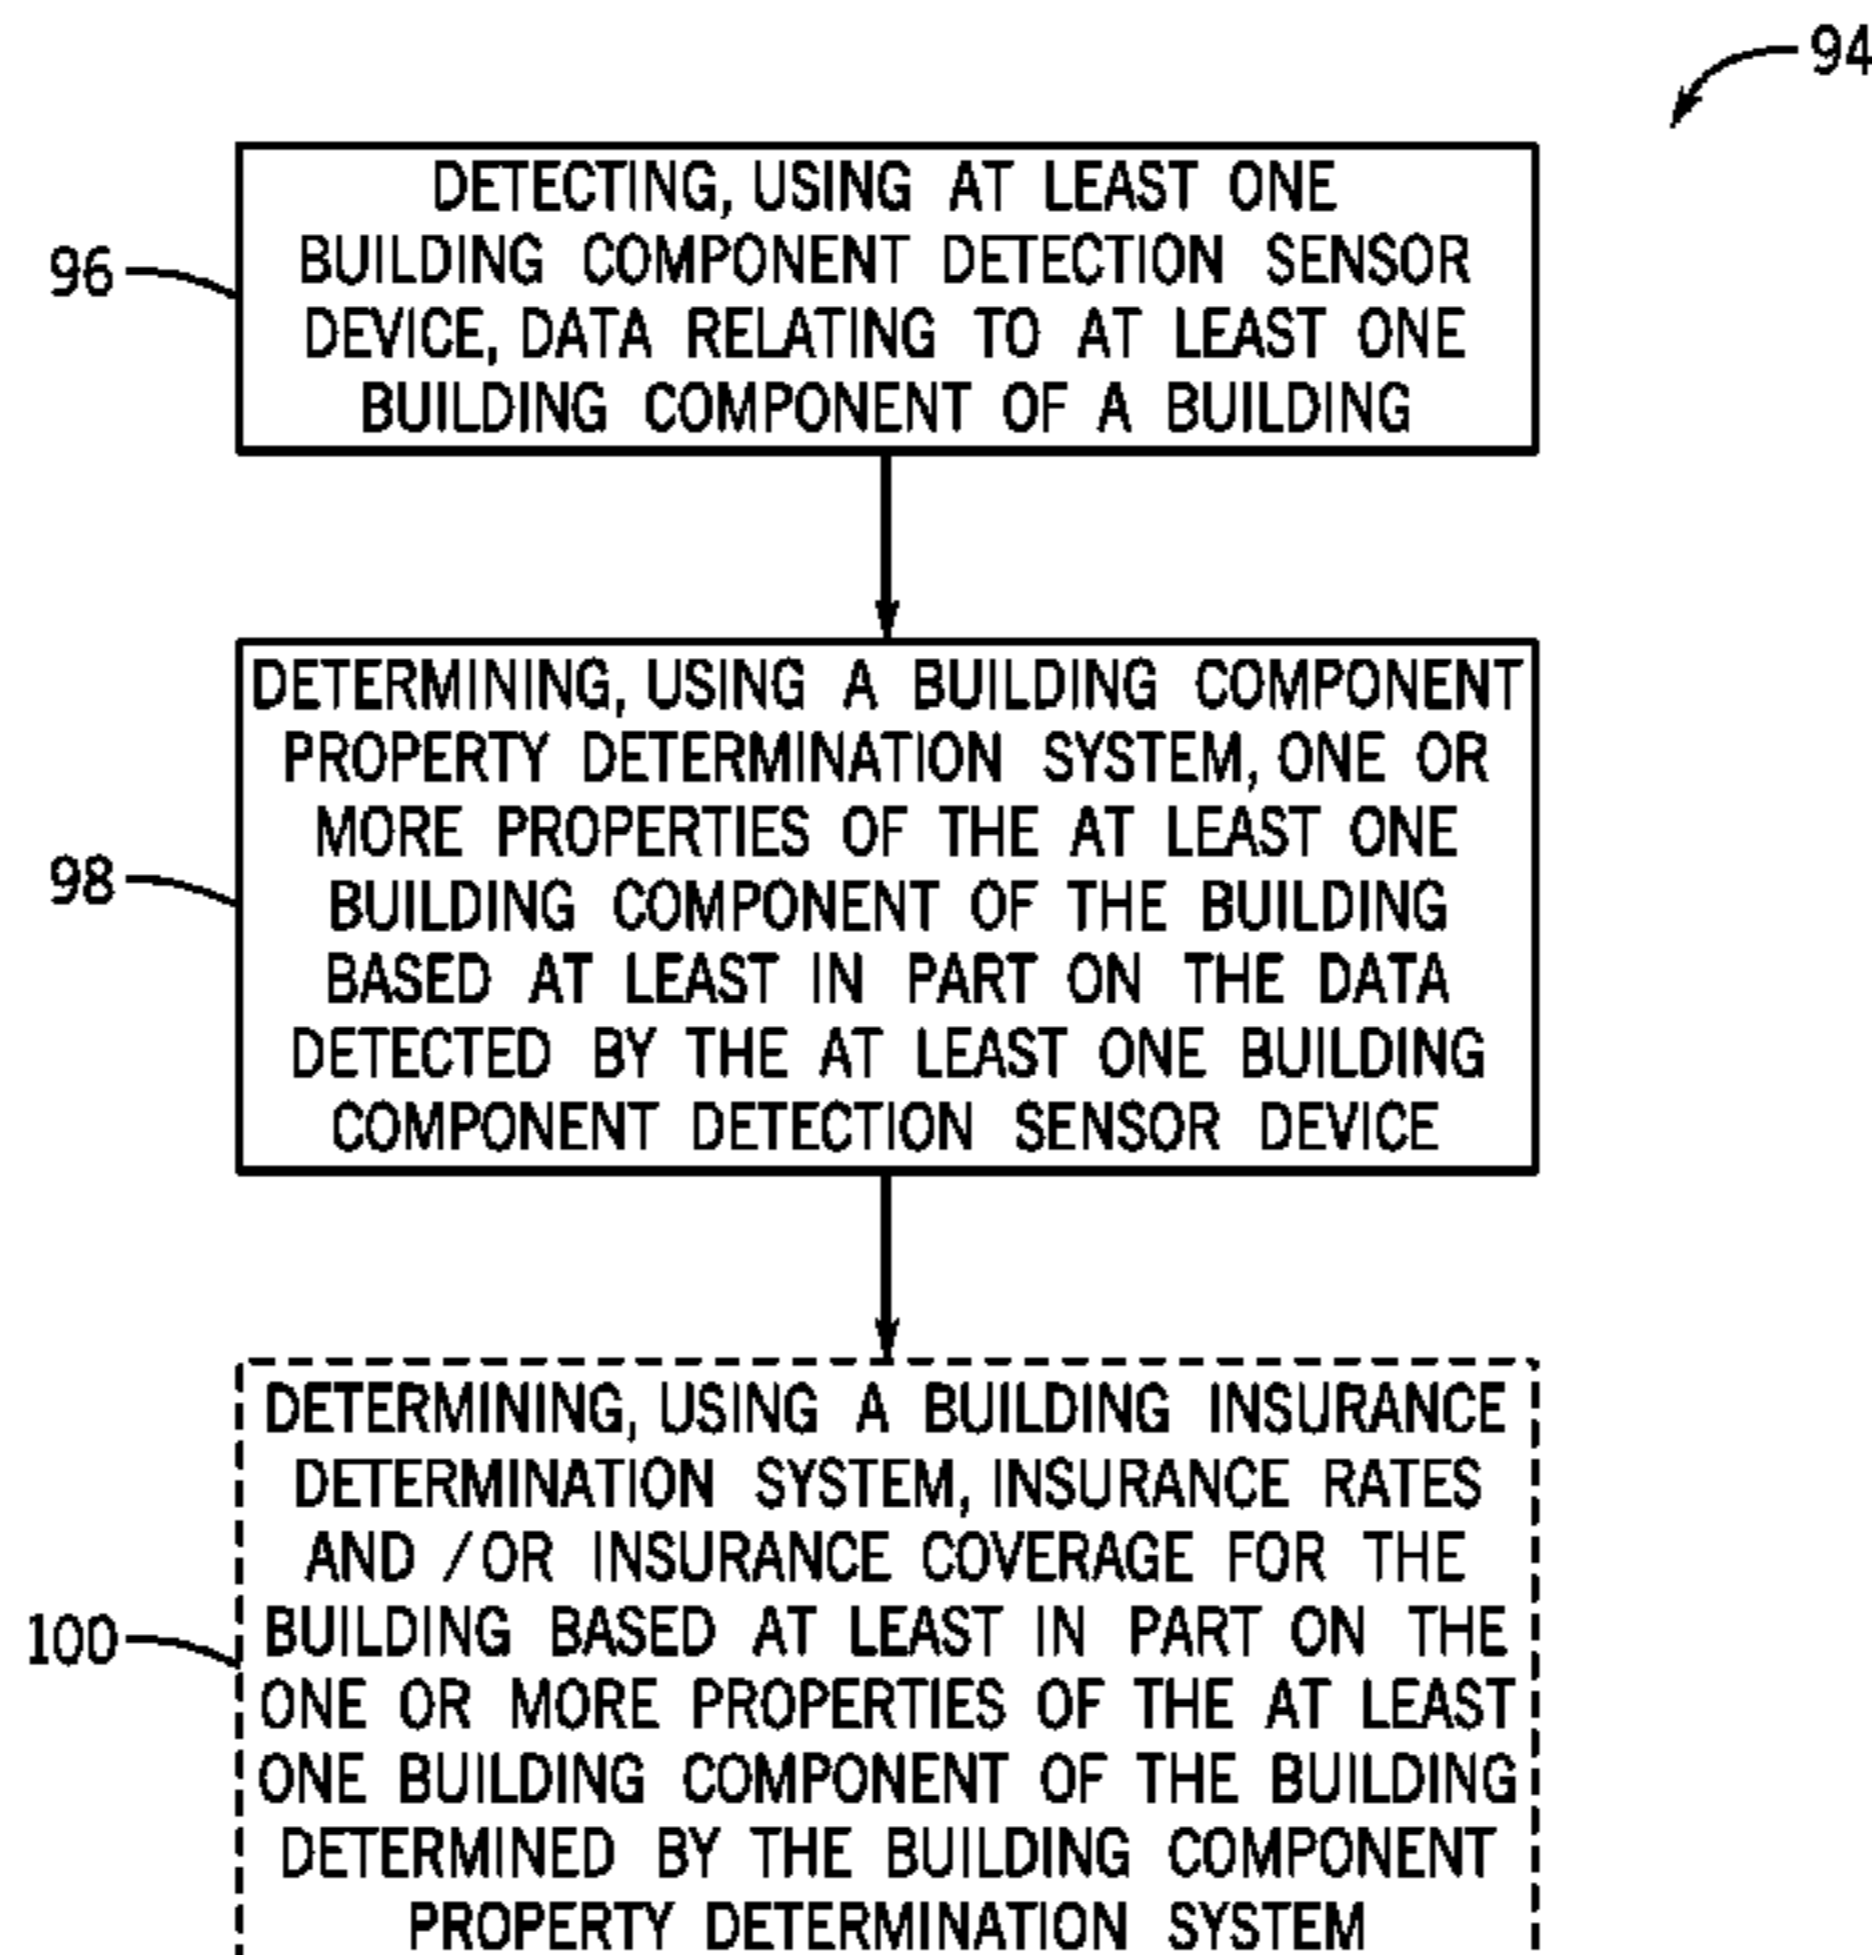 94
DETECTING, USING AT LEAST ONE
BUILDING COMPONENT DETECTION SENSOR
DEVICE, DATA RELATING TO AT LEAST ONE
BUILDING COMPONENT OF A BUILDING
96
DETERMINING, USING A BUILDING COMPONENT
PROPERTY DETERMINATION SYSTEM, ONE OR
MORE PROPERTIES OF THE AT LEAST ONE
BUILDING COMPONENT OF THE BUILDING
BASED AT LEAST IN PART ON THE DATA
DETECTED BY THE AT LEAST ONE BUILDING
COMPONENT DETECTION SENSOR DEVICE
98
DETERMINING, USING A BUILDING INSURANCE
DETERMINATION SYSTEM, INSURANCE RATES
AND /OR INSURANCE COVERAGE FOR THE
BUILDING BASED AT LEAST IN PART ON THE
ONE OR MORE PROPERTIES OF THE AT LEAST
ONE BUILDING COMPONENT OF THE BUILDING
DETERMINED BY THE BUILDING COMPONENT
PROPERTY DETERMINATION SYSTEM
100